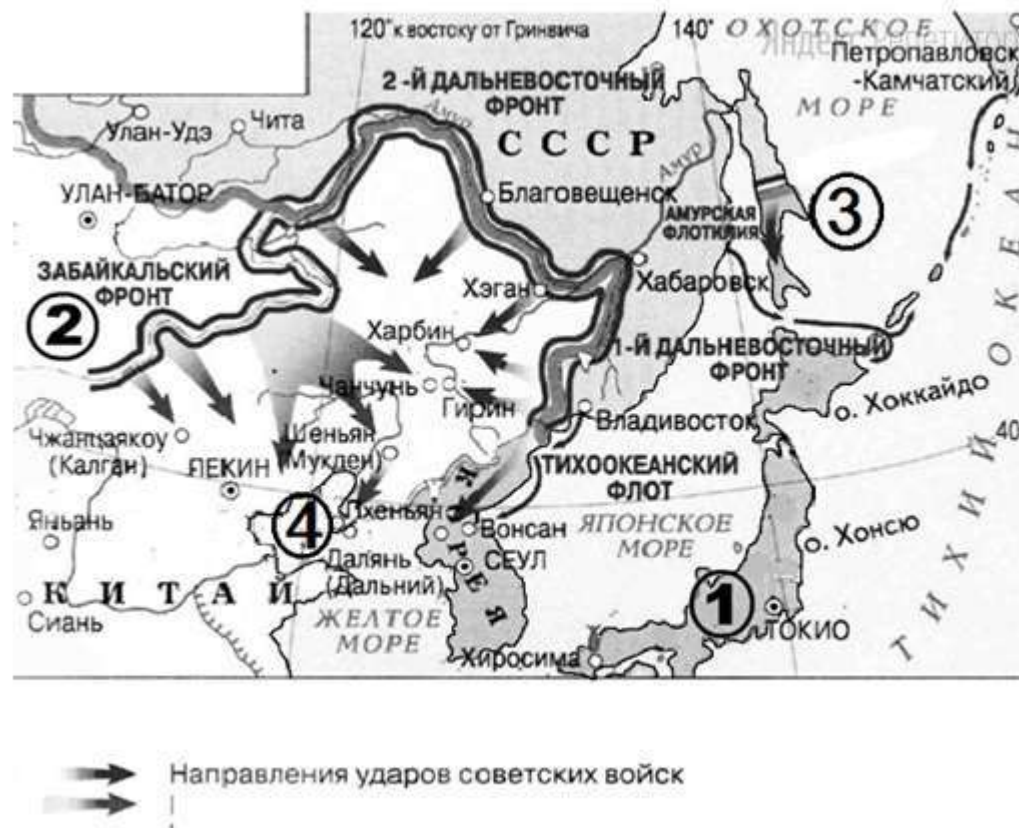 120° к востоку от Гринвича
140°
ОХОТСКОЕ
МОРЕ
Петропавловск
-Камчатский
2-Й ДАЛЬНЕВОСТОЧНЫЙ
ФРОНТ
Амур
СССР
Улан-Удэ
Чита
УЛАН-БАТОР
Благовещенск
Амур
АМУРСКАЯ
ФЛОТИЛИЯ
3
ЗАБАЙКАЛЬСКИЙ
ФРОНТ
2
Хэган
Хабаровск
Харбин
1-Й ДАЛЬНЕВОСТОЧНЫЙ
ФРОНТ
Чанчунь
Гирин
о. Хоккайдо
Владивосток
Чжанцзякоу
(Калган)
ПЕКИН
Шеньян
(Мукден)
40
ТИХООКЕАНСКИЙ
ФЛОТ
4
Пхеньян
Вонсан
ЯПОНСКОЕ
МОРЕ
о. Хонсю
Яньань
Далянь
(Дальний)
СЕУЛ
КОРЕЯ
КИТАЙ
Сиань
ЖЕЛТОЕ
МОРЕ
1
ТОКИО
Хиросима
ТИХИЙ ОКЕАН
Направления ударов советских войск